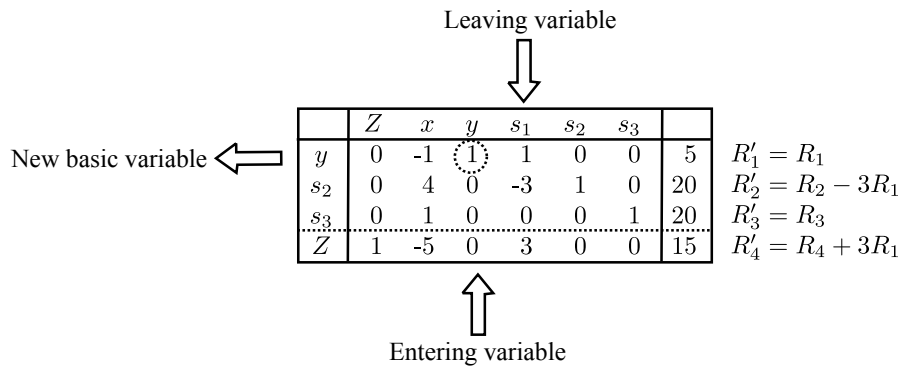 Leaving variable
Z x y s₁ s₂ s₃
New basic variable
y 0 -1 1 1 0 0 5 R′₁ = R₁
s₂ 0 4 0 -3 1 0 20 R′₂ = R₂ − 3R₁
s₃ 0 1 0 0 0 1 20 R′₃ = R₃
Z 1 -5 0 3 0 0 15 R′₄ = R₄ + 3R₁
Entering variable